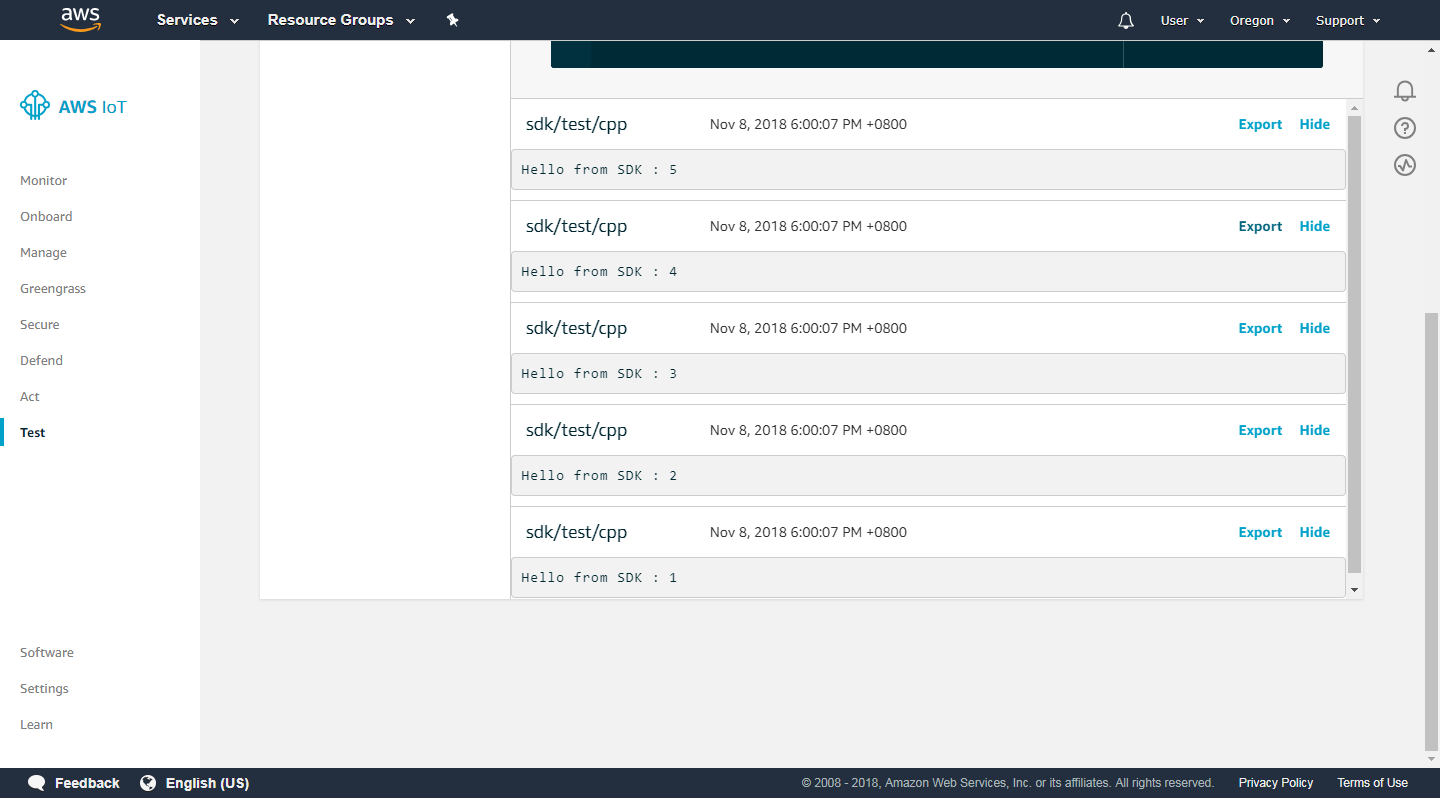 aws Services Resource Groups User Oregon Support
AWS IoT
Monitor
Onboard
Manage
Greengrass
Secure
Defend
Act
Test
Software
Settings
Learn
sdk/test/cpp Nov 8, 2018 6:00:07 PM +0800 Export Hide
Hello from SDK : 5
sdk/test/cpp Nov 8, 2018 6:00:07 PM +0800 Export Hide
Hello from SDK : 4
sdk/test/cpp Nov 8, 2018 6:00:07 PM +0800 Export Hide
Hello from SDK : 3
sdk/test/cpp Nov 8, 2018 6:00:07 PM +0800 Export Hide
Hello from SDK : 2
sdk/test/cpp Nov 8, 2018 6:00:07 PM +0800 Export Hide
Hello from SDK : 1
Feedback English (US) © 2008 - 2018, Amazon Web Services, Inc. or its affiliates. All rights reserved. Privacy Policy Terms of Use